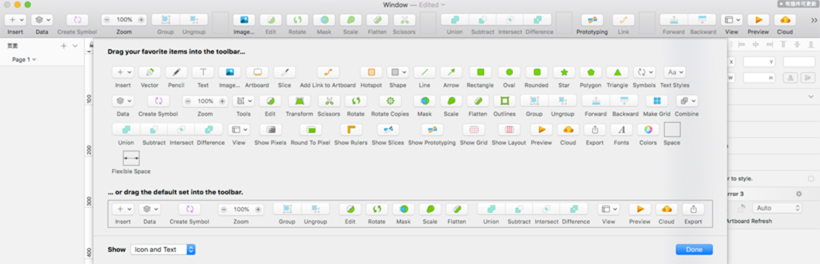 Window — Edited
有插件可更新
Insert Data Create Symbol Zoom Group Ungroup Image... Edit Rotate Mask Scale Flatten Scissors Union Subtract Intersect Difference Prototyping Link Forward Backward Mask Preview Cloud
100%
页面
Page 1
Drag your favorite items into the toolbar...
Insert Vector Pencil Text Image... Artboard Slice Add Link to Artboard Hotspot Shape Line Arrow Rectangle Oval Rounded Star Polygon Triangle Symbols Text Styles
100%
Data Create Symbol Zoom Tools Edit Transform Scissors Rotate Rotate Copies Mask Scale Flatten Outlines Group Ungroup Forward Backward Make Grid Combine
Union Subtract Intersect Difference View Show Pixels Round To Pixel Show Rulers Show Slices Show Prototyping Show Grid Show Layout Preview Cloud Export Fonts Colors Space
Flexible Space
... or drag the default set into the toolbar.
100%
Insert Data Create Symbol Zoom Group Ungroup Edit Rotate Mask Scale Flatten Union Subtract Intersect Difference View Preview Cloud Export
Show Icon and Text
Done
100
200
300
400
X Y
W H
r to style.
rror 3
Auto
Artboard Refresh